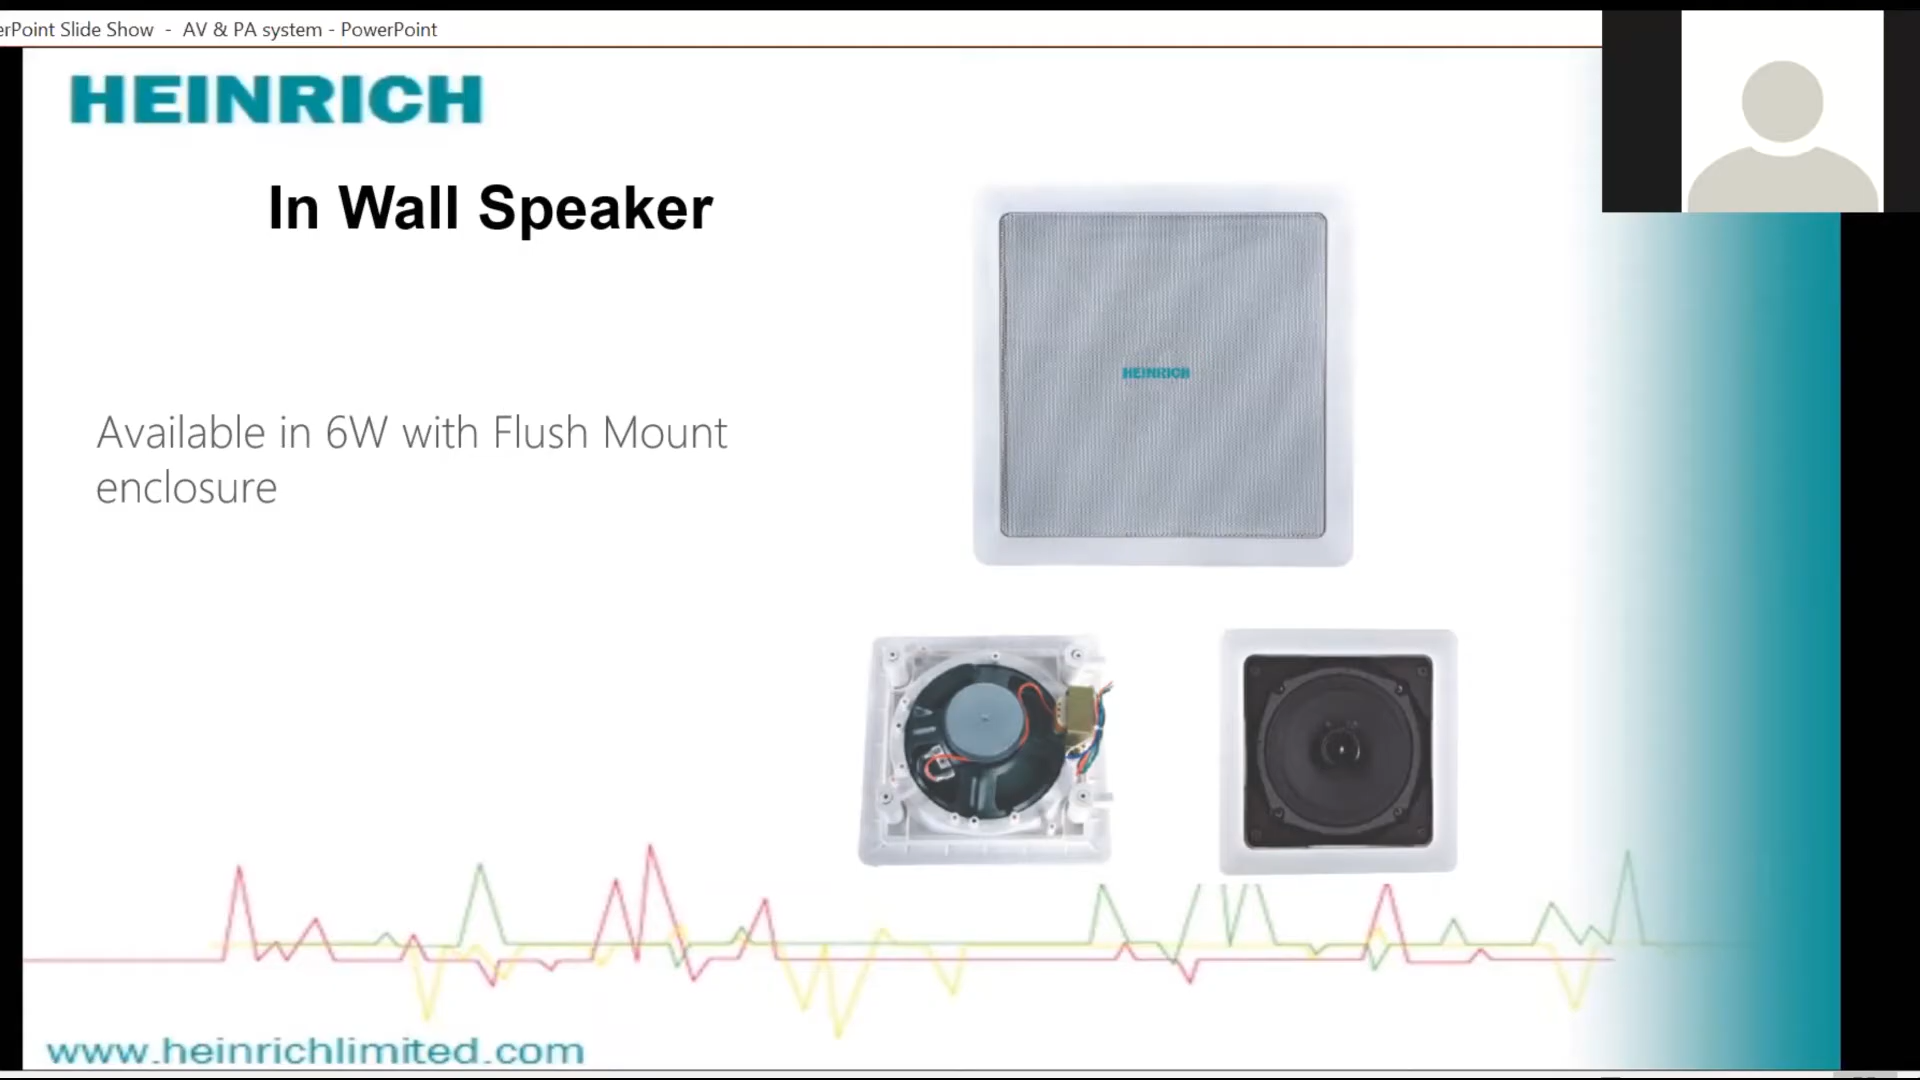 erPoint Slide Show - AV & PA system - PowerPoint
HEINRICH
In Wall Speaker
HEINRICH
Available in 6W with Flush Mount
enclosure
www.heinrichlimited.com